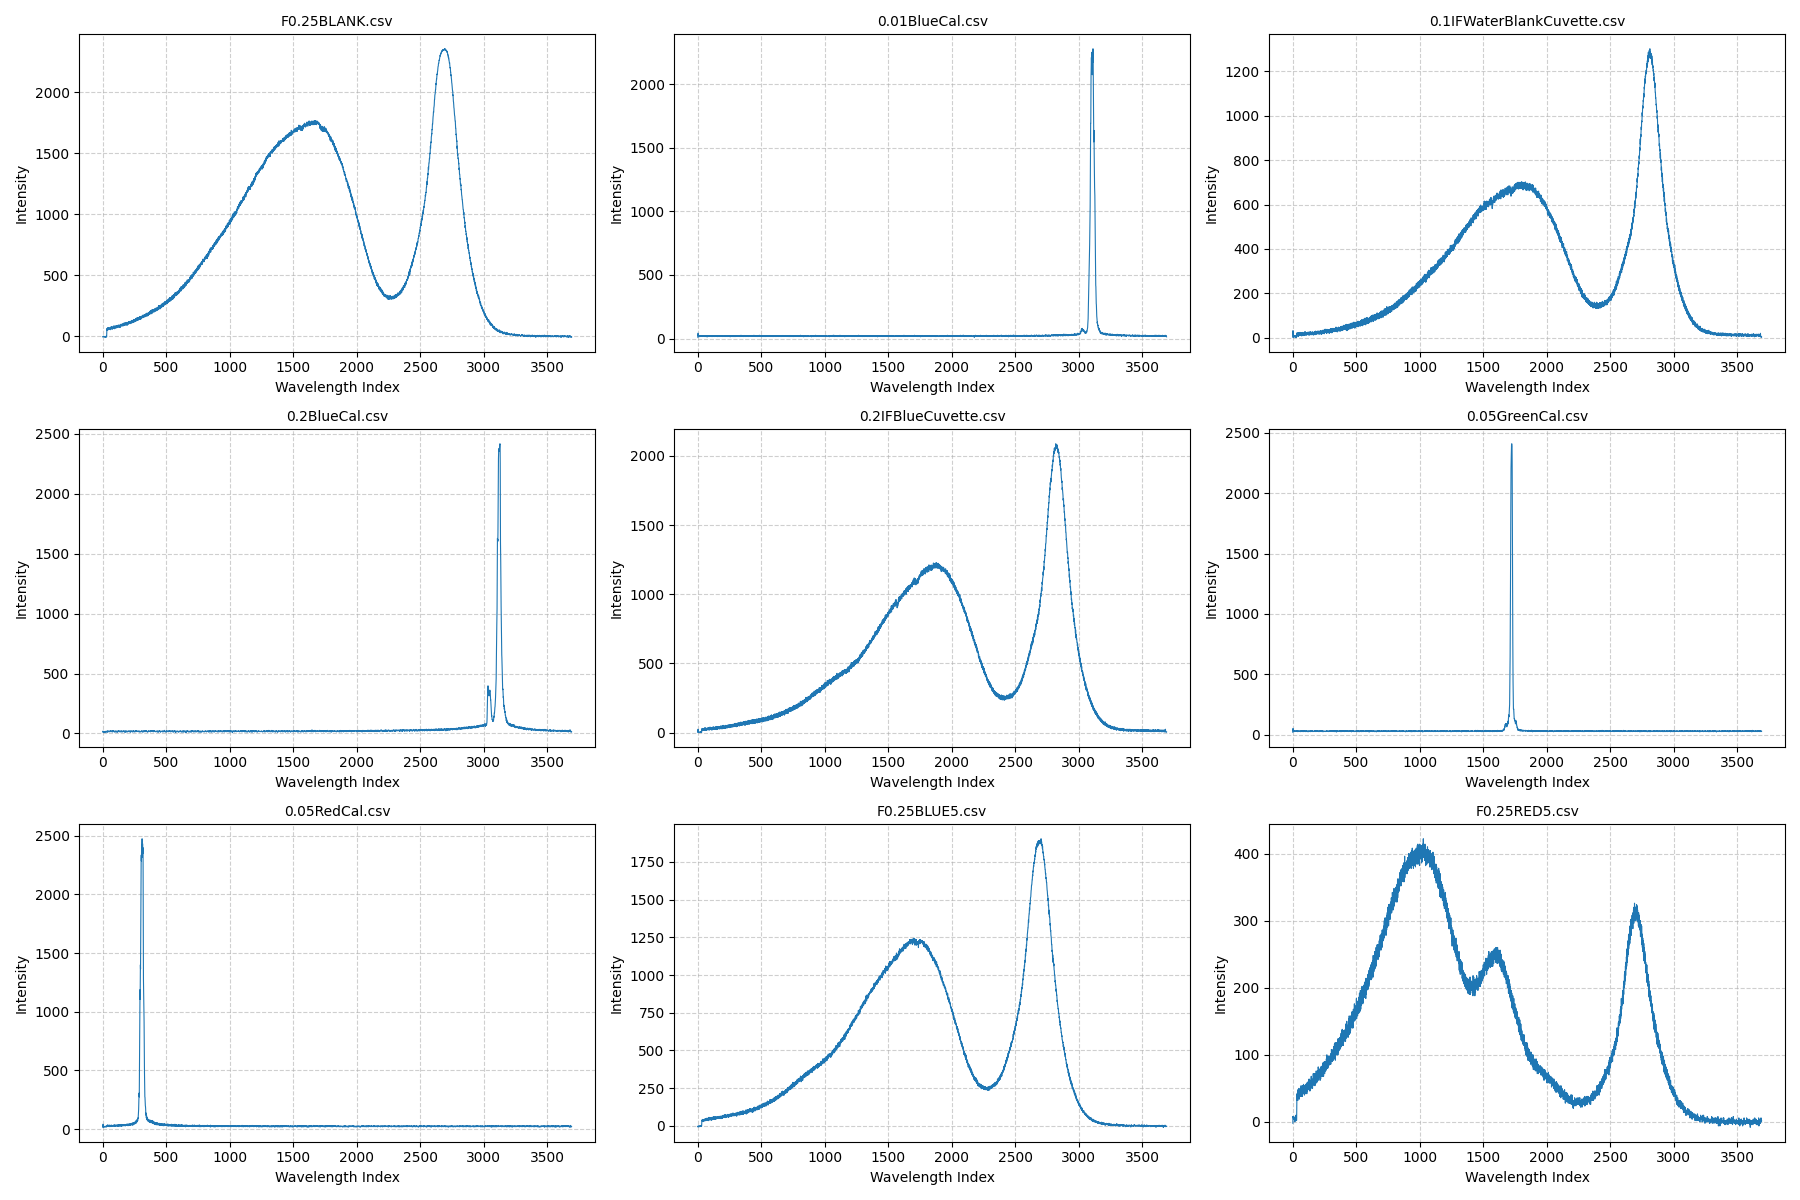 F0.25BLANK.csv
Intensity
2000
1500
1000
500
0
0 500 1000 1500 2000 2500 3000 3500
Wavelength Index
0.01BlueCal.csv
Intensity
2000
1500
1000
500
0
0 500 1000 1500 2000 2500 3000 3500
Wavelength Index
0.1IFWaterBlankCuvette.csv
Intensity
1200
1000
800
600
400
200
0
0 500 1000 1500 2000 2500 3000 3500
Wavelength Index
0.2BlueCal.csv
Intensity
2500
2000
1500
1000
500
0
0 500 1000 1500 2000 2500 3000 3500
Wavelength Index
0.2IFBlueCuvette.csv
Intensity
2000
1500
1000
500
0
0 500 1000 1500 2000 2500 3000 3500
Wavelength Index
0.05GreenCal.csv
Intensity
2500
2000
1500
1000
500
0
0 500 1000 1500 2000 2500 3000 3500
Wavelength Index
0.05RedCal.csv
Intensity
2500
2000
1500
1000
500
0
0 500 1000 1500 2000 2500 3000 3500
Wavelength Index
F0.25BLUE5.csv
Intensity
1750
1500
1250
1000
750
500
250
0
0 500 1000 1500 2000 2500 3000 3500
Wavelength Index
F0.25RED5.csv
Intensity
400
300
200
100
0
0 500 1000 1500 2000 2500 3000 3500
Wavelength Index